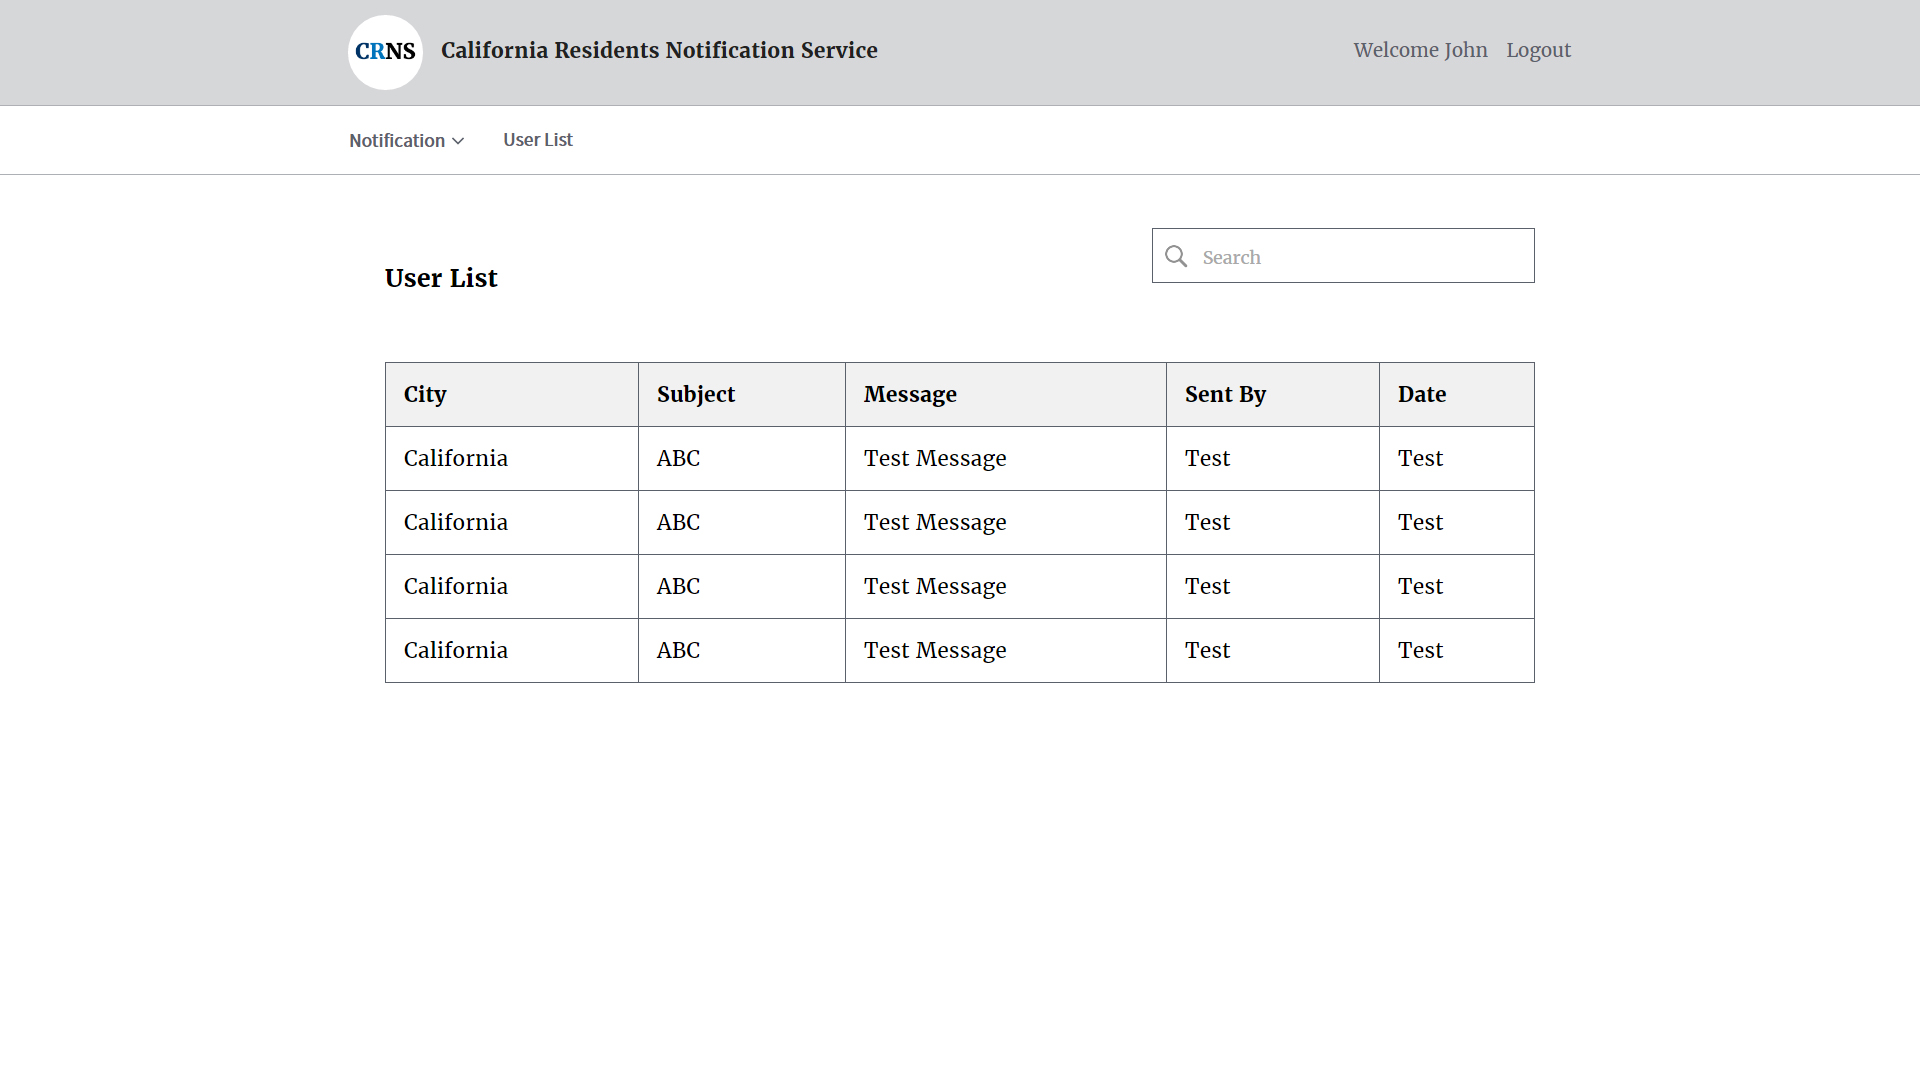 CRNS California Residents Notification Service Welcome John Logout
Notification User List
Search
User List
City Subject Message Sent By Date
California ABC Test Message Test Test
California ABC Test Message Test Test
California ABC Test Message Test Test
California ABC Test Message Test Test